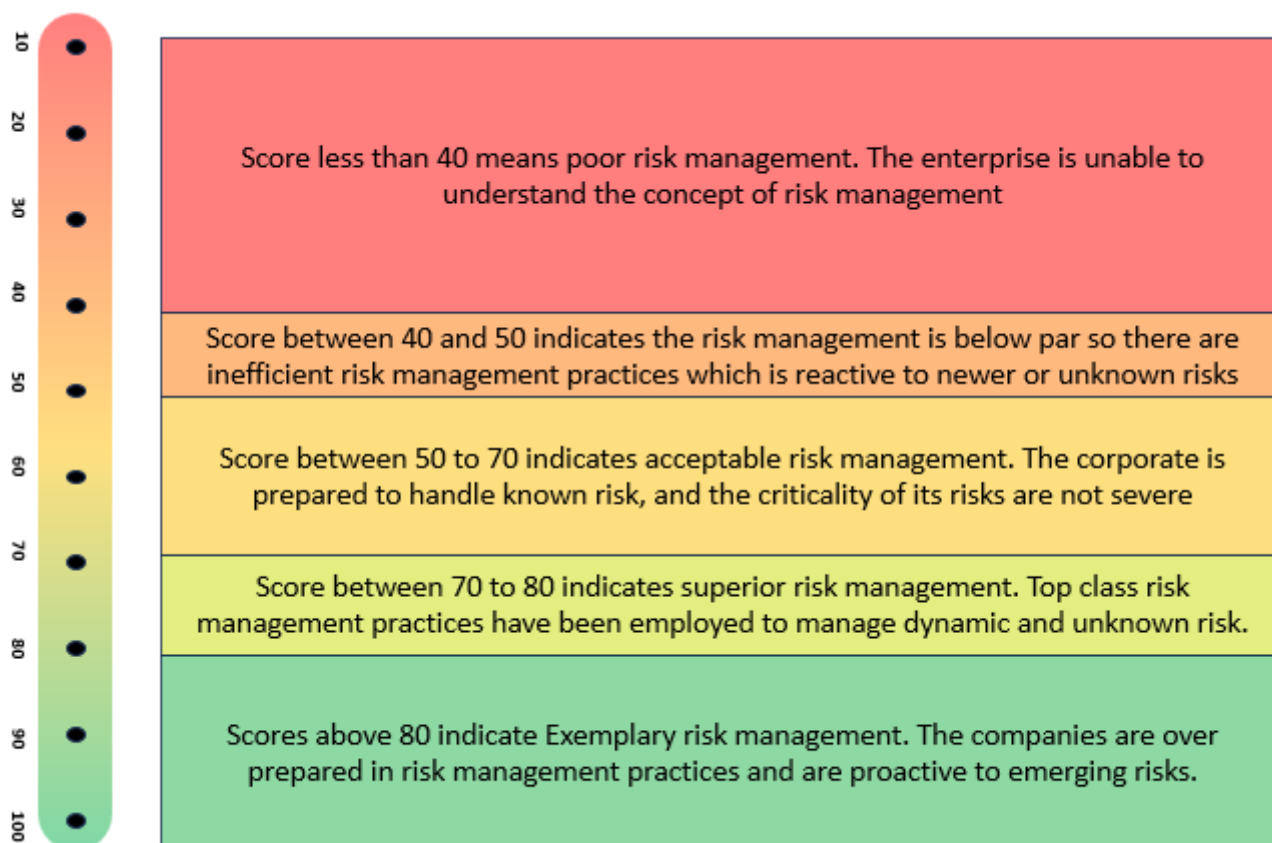 10
20
30
40
50
60
70
80
90
100
Score less than 40 means poor risk management. The enterprise is unable to
understand the concept of risk management
Score between 40 and 50 indicates the risk management is below par so there are
inefficient risk management practices which is reactive to newer or unknown risks
Score between 50 to 70 indicates acceptable risk management. The corporate is
prepared to handle known risk, and the criticality of its risks are not severe
Score between 70 to 80 indicates superior risk management. Top class risk
management practices have been employed to manage dynamic and unknown risk.
Scores above 80 indicate Exemplary risk management. The companies are over
prepared in risk management practices and are proactive to emerging risks.